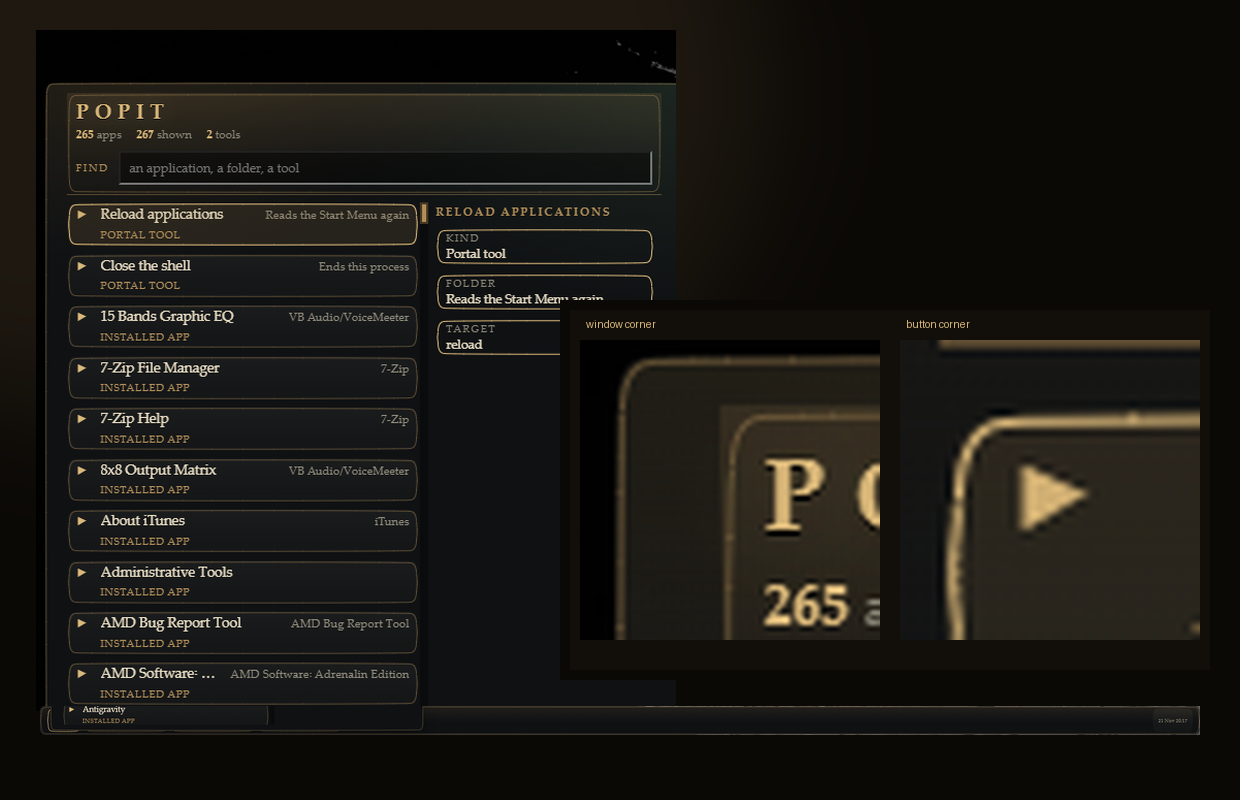 POPIT
265 apps 267 shown 2 tools
FIND an application, a folder, a tool
Reload applications Reads the Start Menu again
PORTAL TOOL
Close the shell Ends this process
PORTAL TOOL
15 Bands Graphic EQ VB Audio/VoiceMeeter
INSTALLED APP
7-Zip File Manager 7-Zip
INSTALLED APP
7-Zip Help 7-Zip
INSTALLED APP
8x8 Output Matrix VB Audio/VoiceMeeter
INSTALLED APP
About iTunes iTunes
INSTALLED APP
Administrative Tools
INSTALLED APP
AMD Bug Report Tool AMD Bug Report Tool
INSTALLED APP
AMD Software: ... AMD Software: Adrenalin Edition
INSTALLED APP
Antigravity
INSTALLED APP
RELOAD APPLICATIONS
KIND
Portal tool
FOLDER
Reads the Start Menu again
TARGET
reload
window corner
P
265
button corner
21 Nov 2017